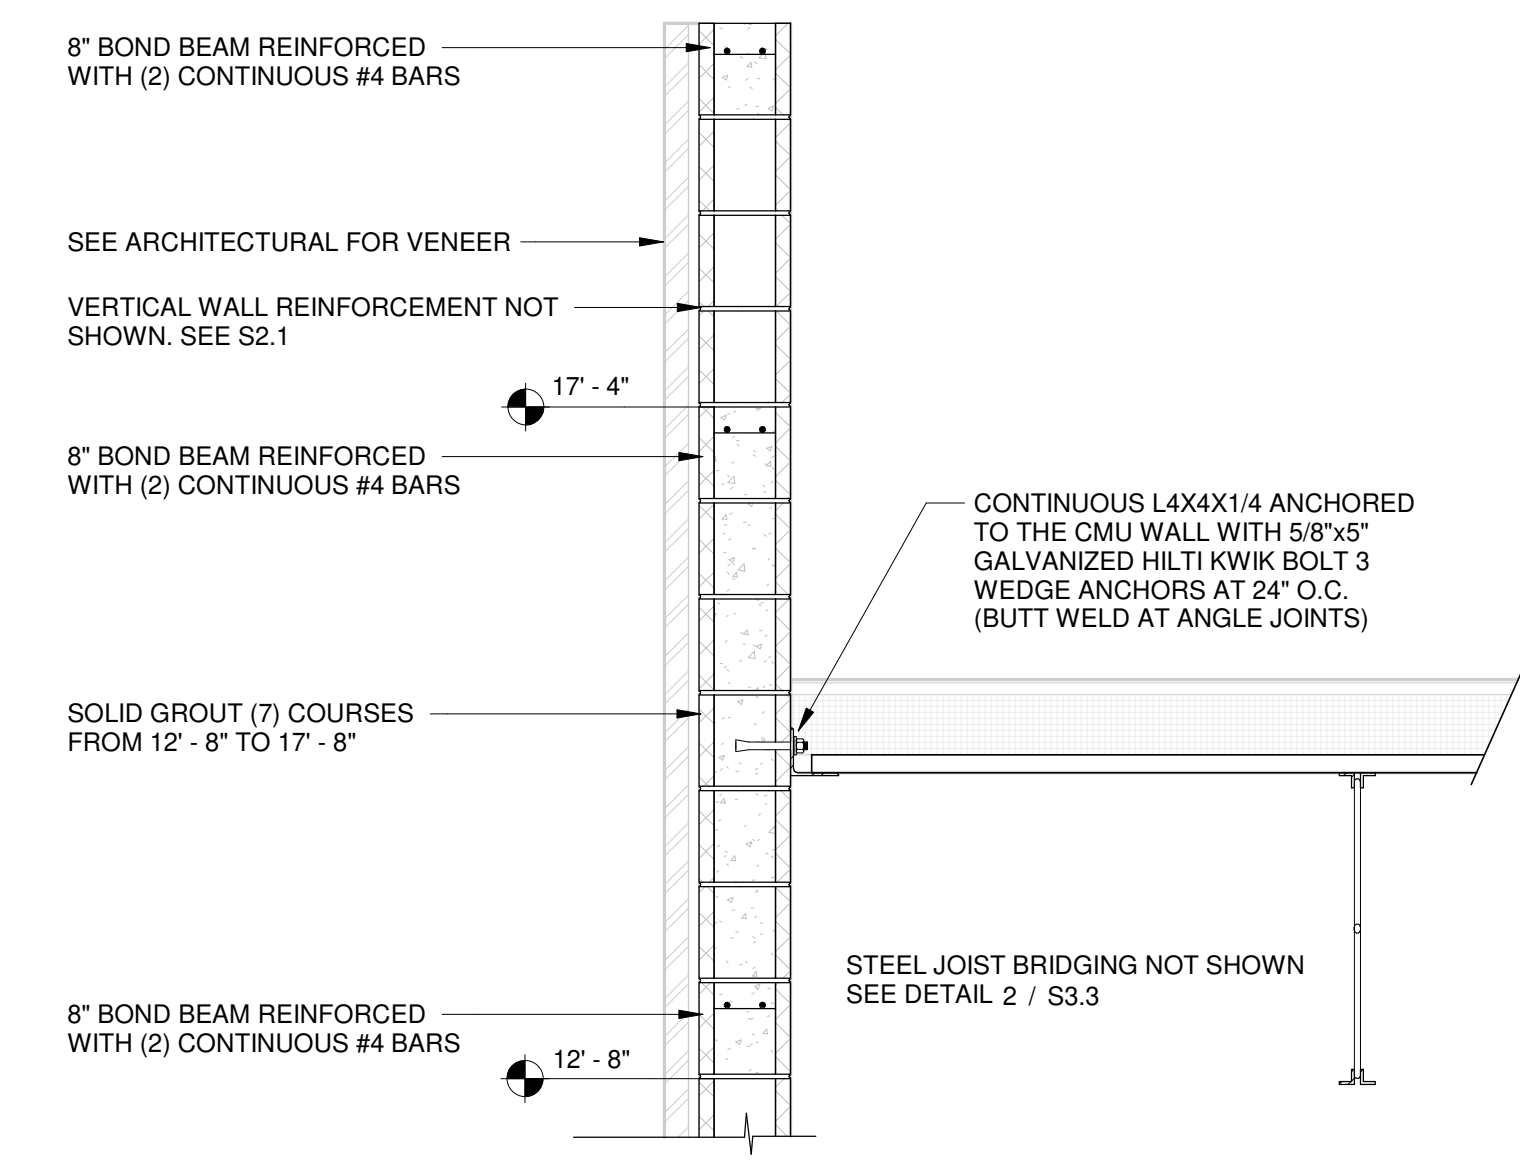 8" BOND BEAM REINFORCED
WITH (2) CONTINUOUS #4 BARS
SEE ARCHITECTURAL FOR VENEER
VERTICAL WALL REINFORCEMENT NOT
SHOWN. SEE S2.1
17' - 4"
8" BOND BEAM REINFORCED
WITH (2) CONTINUOUS #4 BARS
CONTINUOUS L4X4X1/4 ANCHORED
TO THE CMU WALL WITH 5/8"x5"
GALVANIZED HILTI KWIK BOLT 3
WEDGE ANCHORS AT 24" O.C.
(BUTT WELD AT ANGLE JOINTS)
SOLID GROUT (7) COURSES
FROM 12' - 8" TO 17' - 8"
STEEL JOIST BRIDGING NOT SHOWN
SEE DETAIL 2 / S3.3
8" BOND BEAM REINFORCED
WITH (2) CONTINUOUS #4 BARS
12' - 8"